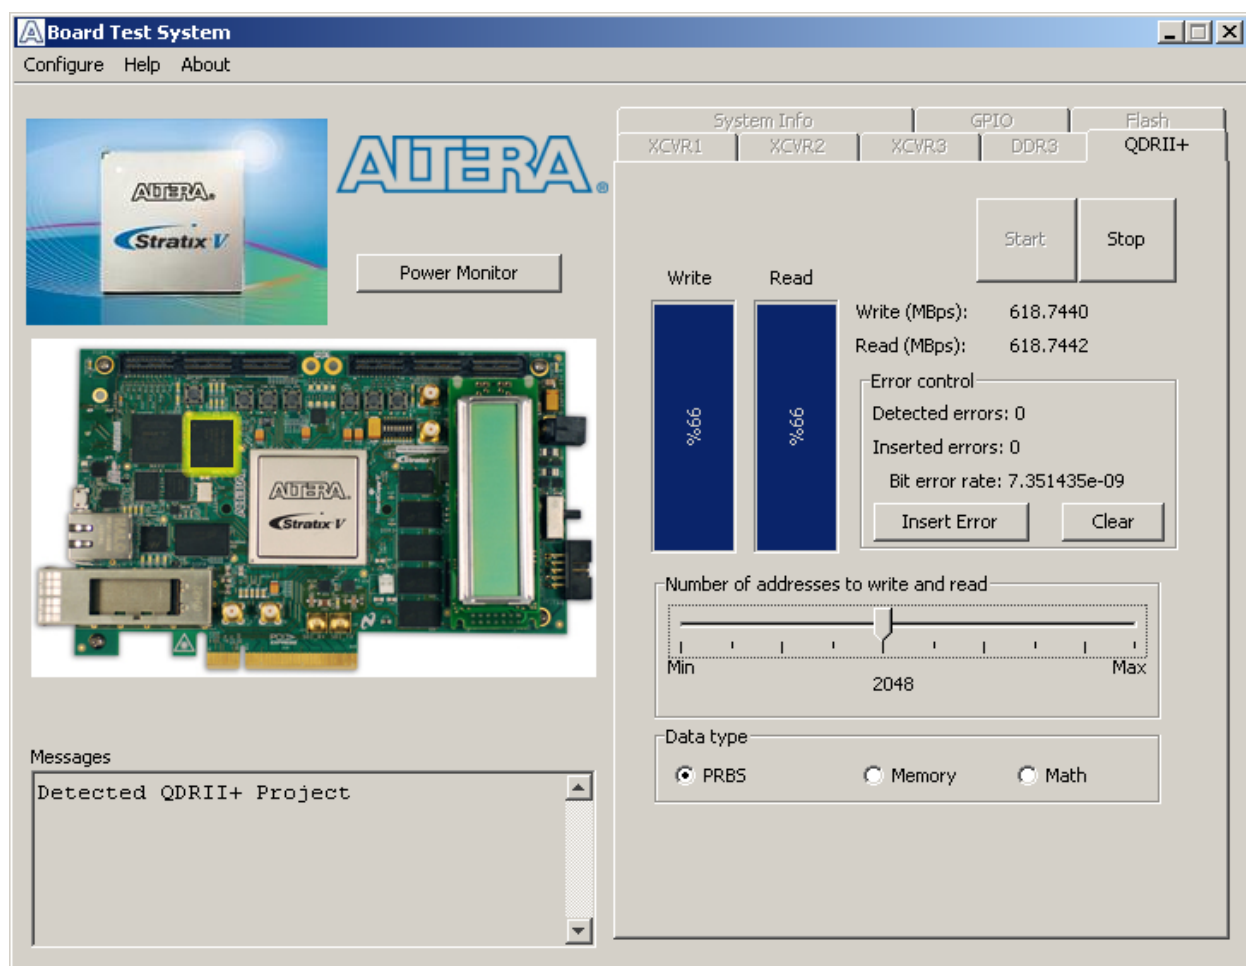 Board Test System
Configure Help About
System Info GPIO Flash
XCVR1 XCVR2 XCVR3 DDR3 QDRII+
ALTERA®
ALTERA®
Stratix V
Power Monitor
Start Stop
Write Read
Write (MBps): 618.7440
Read (MBps): 618.7442
99%
99%
Error control
Detected errors: 0
Inserted errors: 0
Bit error rate: 7.351435e-09
Insert Error Clear
ALTERA
Stratix V
Number of addresses to write and read
Min Max
2048
Data type
PRBS Memory Math
Messages
Detected QDRII+ Project